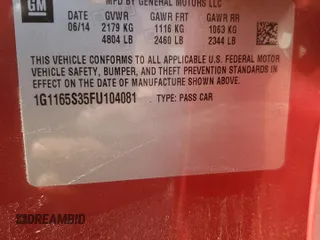 MFD BY GENERAL MOTORS LLC
GM
DATE GVWR GAWR FRT GAWR RR
06/14 2179 KG 1116 KG 1063 KG
4804 LB 2460 LB 2344 LB
THIS VEHICLE CONFORMS TO ALL APPLICABLE U.S. FEDERAL MOTOR
VEHICLE SAFETY, BUMPER, AND THEFT PREVENTION STANDARDS IN
EFFECT ON THE DATE OF MANUFACTURE SHOWN ABOVE.
1G1165S35FU104081 TYPE: PASS CAR
DREAMBID